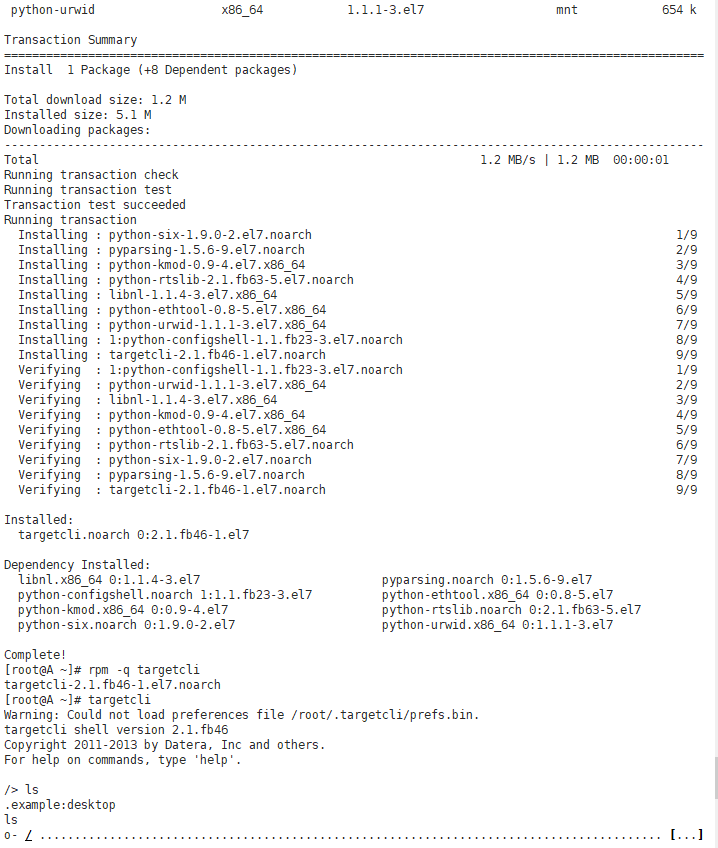 python-urwid x86_64 1.1.1-3.el7 mnt 654 k
Transaction Summary
================================================================================
Install  1 Package (+8 Dependent packages)
Total download size: 1.2 M
Installed size: 5.1 M
Downloading packages:
--------------------------------------------------------------------------------
Total 1.2 MB/s | 1.2 MB  00:00:01
Running transaction check
Running transaction test
Transaction test succeeded
Running transaction
  Installing : python-six-1.9.0-2.el7.noarch 1/9
  Installing : pyparsing-1.5.6-9.el7.noarch 2/9
  Installing : python-kmod-0.9-4.el7.x86_64 3/9
  Installing : python-rtslib-2.1.fb63-5.el7.noarch 4/9
  Installing : libnl-1.1.4-3.el7.x86_64 5/9
  Installing : python-ethtool-0.8-5.el7.x86_64 6/9
  Installing : python-urwid-1.1.1-3.el7.x86_64 7/9
  Installing : 1:python-configshell-1.1.fb23-3.el7.noarch 8/9
  Installing : targetcli-2.1.fb46-1.el7.noarch 9/9
  Verifying  : 1:python-configshell-1.1.fb23-3.el7.noarch 1/9
  Verifying  : python-urwid-1.1.1-3.el7.x86_64 2/9
  Verifying  : libnl-1.1.4-3.el7.x86_64 3/9
  Verifying  : python-kmod-0.9-4.el7.x86_64 4/9
  Verifying  : python-ethtool-0.8-5.el7.x86_64 5/9
  Verifying  : python-rtslib-2.1.fb63-5.el7.noarch 6/9
  Verifying  : python-six-1.9.0-2.el7.noarch 7/9
  Verifying  : pyparsing-1.5.6-9.el7.noarch 8/9
  Verifying  : targetcli-2.1.fb46-1.el7.noarch 9/9
Installed:
  targetcli.noarch 0:2.1.fb46-1.el7
Dependency Installed:
  libnl.x86_64 0:1.1.4-3.el7 pyparsing.noarch 0:1.5.6-9.el7
  python-configshell.noarch 1:1.1.fb23-3.el7 python-ethtool.x86_64 0:0.8-5.el7
  python-kmod.x86_64 0:0.9-4.el7 python-rtslib.noarch 0:2.1.fb63-5.el7
  python-six.noarch 0:1.9.0-2.el7 python-urwid.x86_64 0:1.1.1-3.el7
Complete!
[root@A ~]# rpm -q targetcli
targetcli-2.1.fb46-1.el7.noarch
[root@A ~]# targetcli
Warning: Could not load preferences file /root/.targetcli/prefs.bin.
targetcli shell version 2.1.fb46
Copyright 2011-2013 by Datera, Inc and others.
For help on commands, type 'help'.
/> ls
.example:desktop
ls
o- / ......................................................................................... [...]